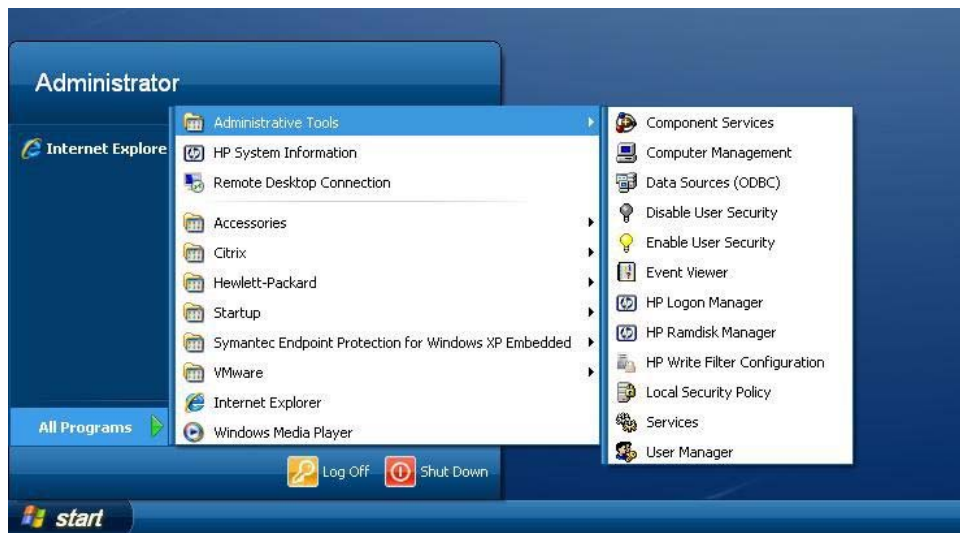 Administrator
Internet Explore
All Programs
Administrative Tools
HP System Information
Remote Desktop Connection
Accessories
Citrix
Hewlett-Packard
Startup
Symantec Endpoint Protection for Windows XP Embedded
VMware
Internet Explorer
Windows Media Player
Component Services
Computer Management
Data Sources (ODBC)
Disable User Security
Enable User Security
Event Viewer
HP Logon Manager
HP Ramdisk Manager
HP Write Filter Configuration
Local Security Policy
Services
User Manager
Log Off
Shut Down
start